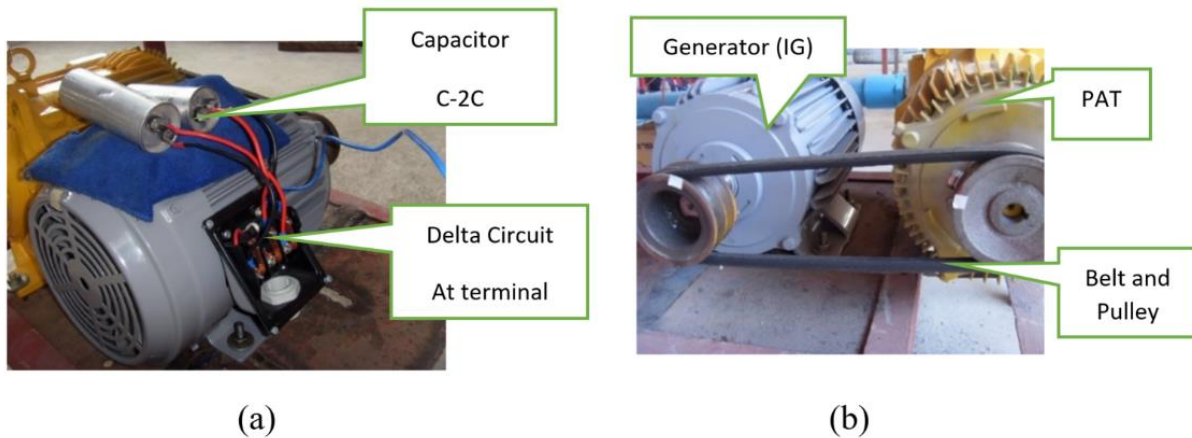 Capacitor
C-2C
Delta Circuit
At terminal
Generator (IG)
PAT
Belt and
Pulley
(a)
(b)